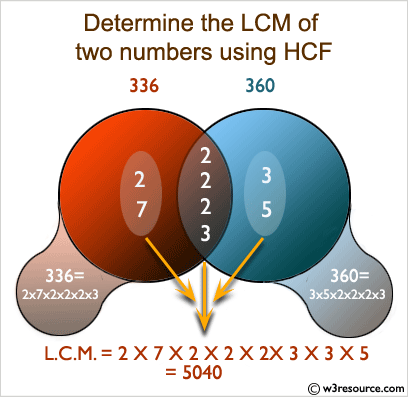 Determine the LCM of
two numbers using HCF
336
360
2
7
2
2
2
3
3
5
336=
2x7x2x2x2x3
360=
3x5x2x2x2x3
L.C.M. = 2 X 7 X 2 X 2 X 2X 3 X 3 X 5
= 5040
© w3resource.com